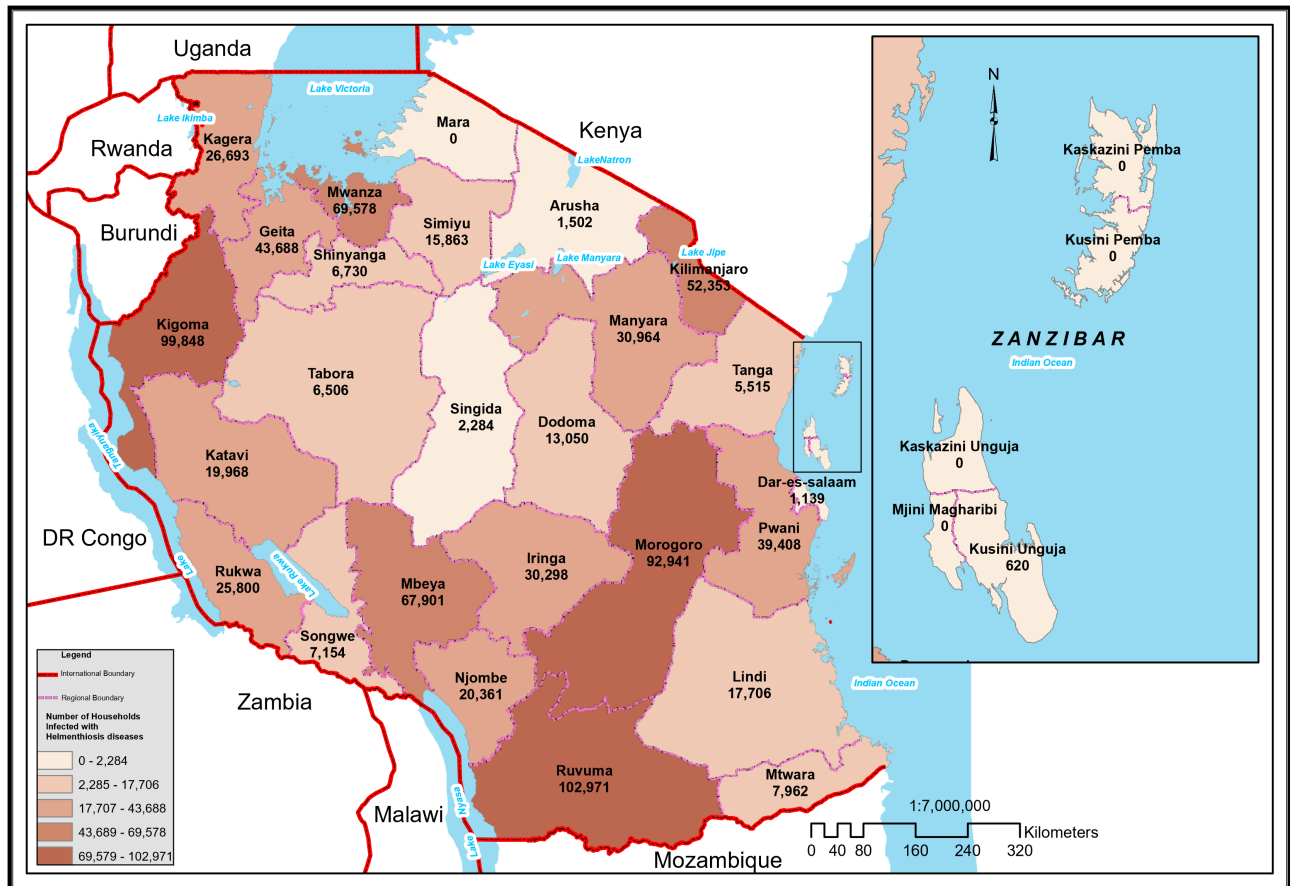 Uganda
Lake Victoria
Lake Ikimba
Kagera
26,693
Rwanda
Burundi
Mara
0
Kenya
LakeNatron
Mwanza
69,578
Simiyu
15,863
Arusha
1,502
Geita
43,688
Shinyanga
6,730
Lake Eyasi
Lake Manyara
Lake Jipe
Kilimanjaro
52,353
Kigoma
99,848
Manyara
30,964
Tabora
6,506
Singida
2,284
Dodoma
13,050
Tanga
5,515
Katavi
19,968
Tanganyika
Lake
DR Congo
Dar-es-salaam
1,139
Pwani
39,408
Morogoro
92,941
Iringa
30,298
Rukwa
25,800
Lake Rukwa
Mbeya
67,901
Songwe
7,154
Njombe
20,361
Lindi
17,706
Indian Ocean
Zambia
Ruvuma
102,971
Mtwara
7,962
Malawi
Nyasa
Lake
Mozambique
N
Kaskazini Pemba
0
Kusini Pemba
0
ZANZIBAR
Indian Ocean
Kaskazini Unguja
0
Mjini Magharibi
0
Kusini Unguja
620
Legend
International Boundary
Regional Boundary
Number of Households
Infected with
Helmenthiosis diseases
0 - 2,284
2,285 - 17,706
17,707 - 43,688
43,689 - 69,578
69,579 - 102,971
1:7,000,000
Kilometers
0 40 80 160 240 320